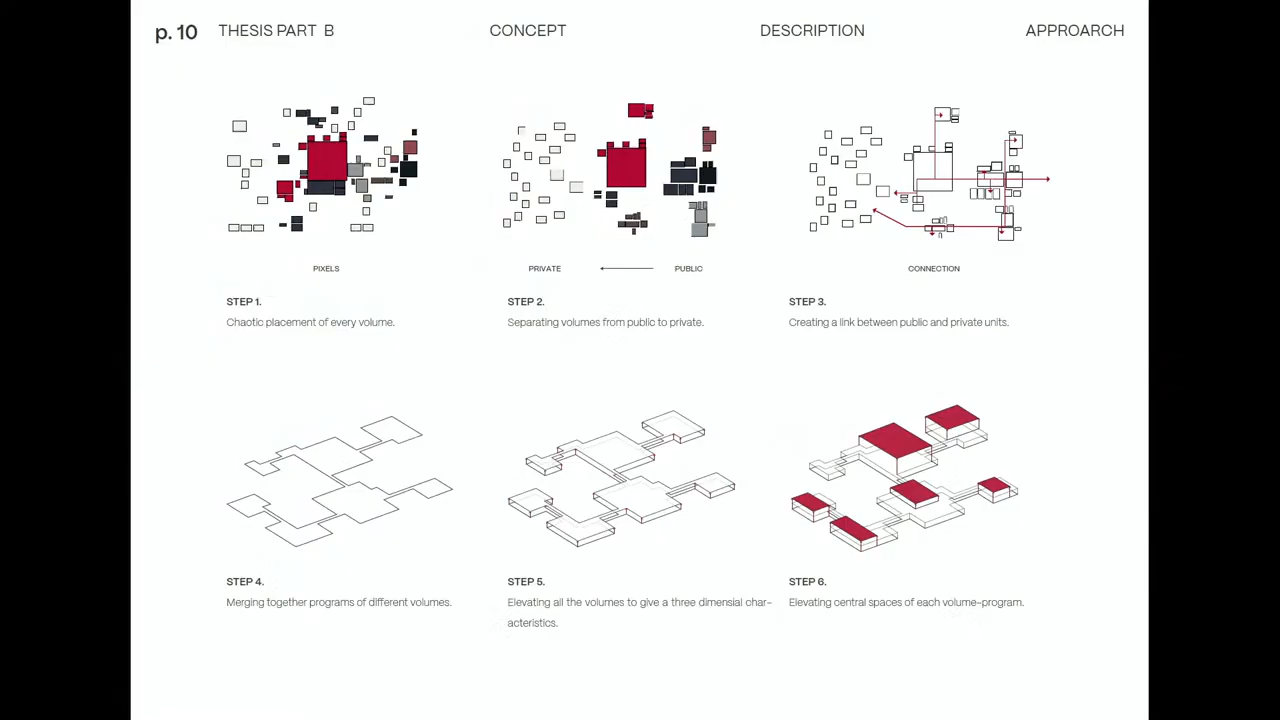 p. 10 THESIS PART B CONCEPT DESCRIPTION APPROARCH
PIXELS
PRIVATE PUBLIC
CONNECTION
STEP 1.
Chaotic placement of every volume.
STEP 2.
Separating volumes from public to private.
STEP 3.
Creating a link between public and private units.
STEP 4.
Merging together programs of different volumes.
STEP 5.
Elevating all the volumes to give a three dimensial char-
acteristics.
STEP 6.
Elevating central spaces of each volume-program.